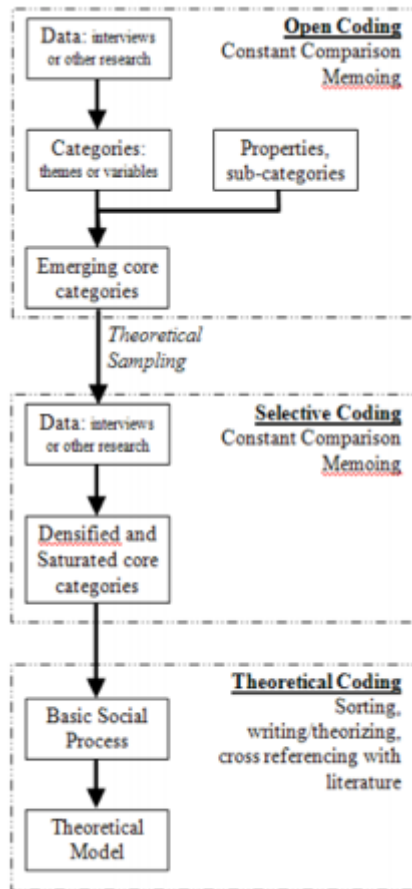 Data: interviews
or other research
Open Coding
Constant Comparison
Memoing
Categories:
themes or variables
Properties,
sub-categories
Emerging core
categories
Theoretical
Sampling
Data: interviews
or other research
Selective Coding
Constant Comparison
Memoing
Densified and
Saturated core
categories
Basic Social
Process
Theoretical Coding
Sorting,
writing/theorizing,
cross referencing with
literature
Theoretical
Model